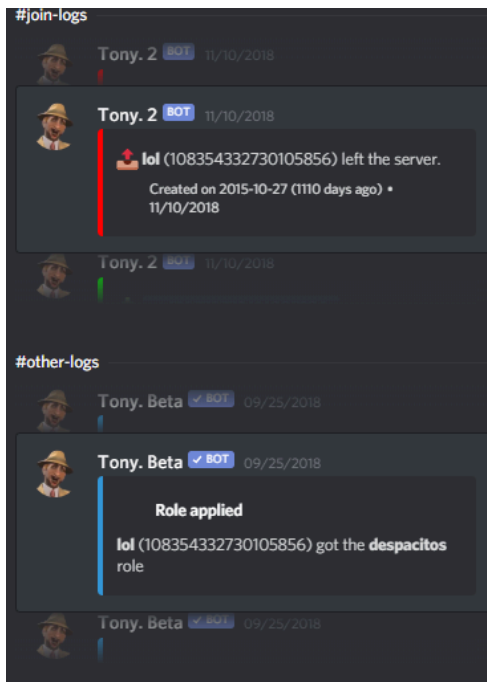 #join-logs
Tony. 2 BOT 11/10/2018
Tony. 2 BOT 11/10/2018
lol (108354332730105856) left the server.
Created on 2015-10-27 (1110 days ago) •
11/10/2018
Tony. 2 BOT 11/10/2018
#other-logs
Tony. Beta ✓ BOT 09/25/2018
Tony. Beta ✓ BOT 09/25/2018
Role applied
lol (108354332730105856) got the despacitos
role
Tony. Beta ✓ BOT 09/25/2018